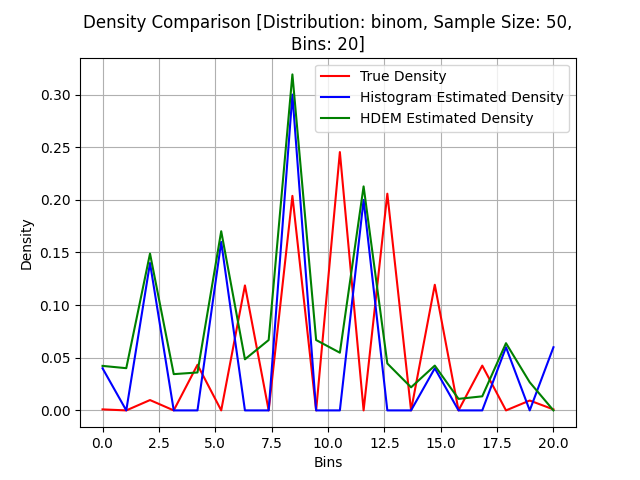 Density Comparison [Distribution: binom, Sample Size: 50,
Bins: 20]
True Density
Histogram Estimated Density
HDEM Estimated Density
Density
0.30
0.25
0.20
0.15
0.10
0.05
0.00
0.0 2.5 5.0 7.5 10.0 12.5 15.0 17.5 20.0
Bins